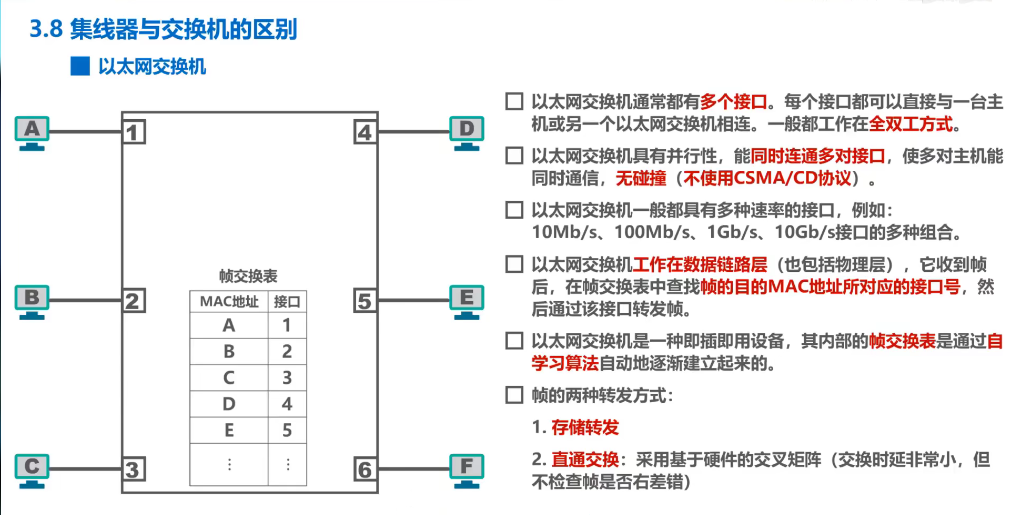 3.8 集线器与交换机的区别
以太网交换机
A
1
B
2
C
3
4
D
5
E
6
F
帧交换表
MAC地址 接口
A 1
B 2
C 3
D 4
E 5
⋮ ⋮
以太网交换机通常都有多个接口。每个接口都可以直接与一台主
机或另一个以太网交换机相连。一般都工作在全双工方式。
以太网交换机具有并行性，能同时连通多对接口，使多对主机能
同时通信，无碰撞（不使用CSMA/CD协议）。
以太网交换机一般都具有多种速率的接口，例如：
10Mb/s、100Mb/s、1Gb/s、10Gb/s接口的多种组合。
以太网交换机工作在数据链路层（也包括物理层），它收到帧
后，在帧交换表中查找帧的目的MAC地址所对应的接口号，然
后通过该接口转发帧。
以太网交换机是一种即插即用设备，其内部的帧交换表是通过自
学习算法自动地逐渐建立起来的。
帧的两种转发方式：
1. 存储转发
2. 直通交换：采用基于硬件的交叉矩阵（交换时延非常小，但
不检查帧是否右差错）